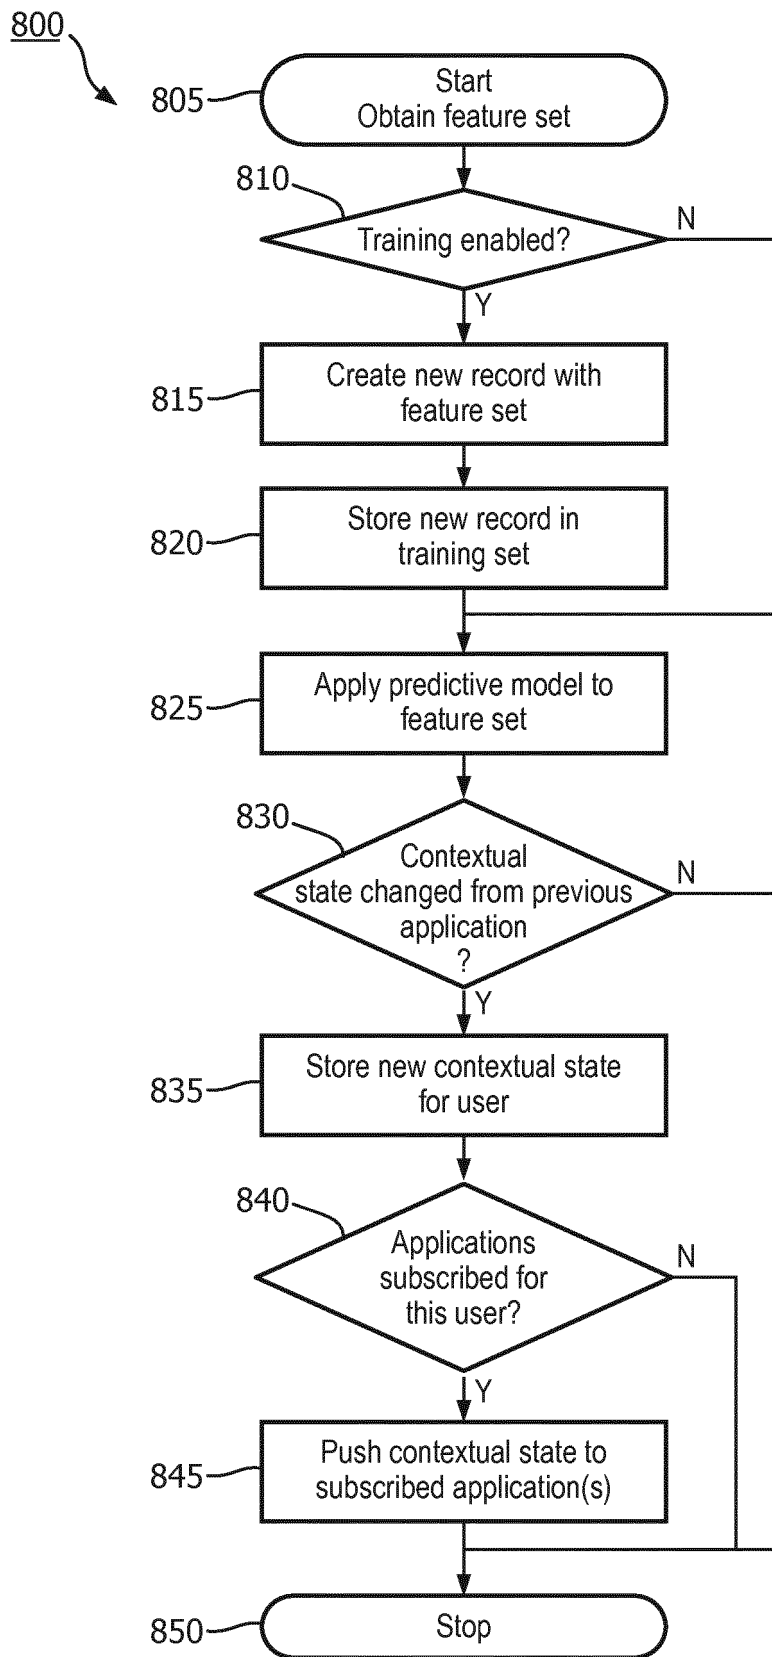 800
805
Start
Obtain feature set
810
Training enabled?
N
Y
815
Create new record with
feature set
820
Store new record in
training set
825
Apply predictive model to
feature set
830
Contextual
state changed from previous
application
?
N
Y
835
Store new contextual state
for user
840
Applications
subscribed for
this user?
N
Y
845
Push contextual state to
subscribed application(s)
850
Stop